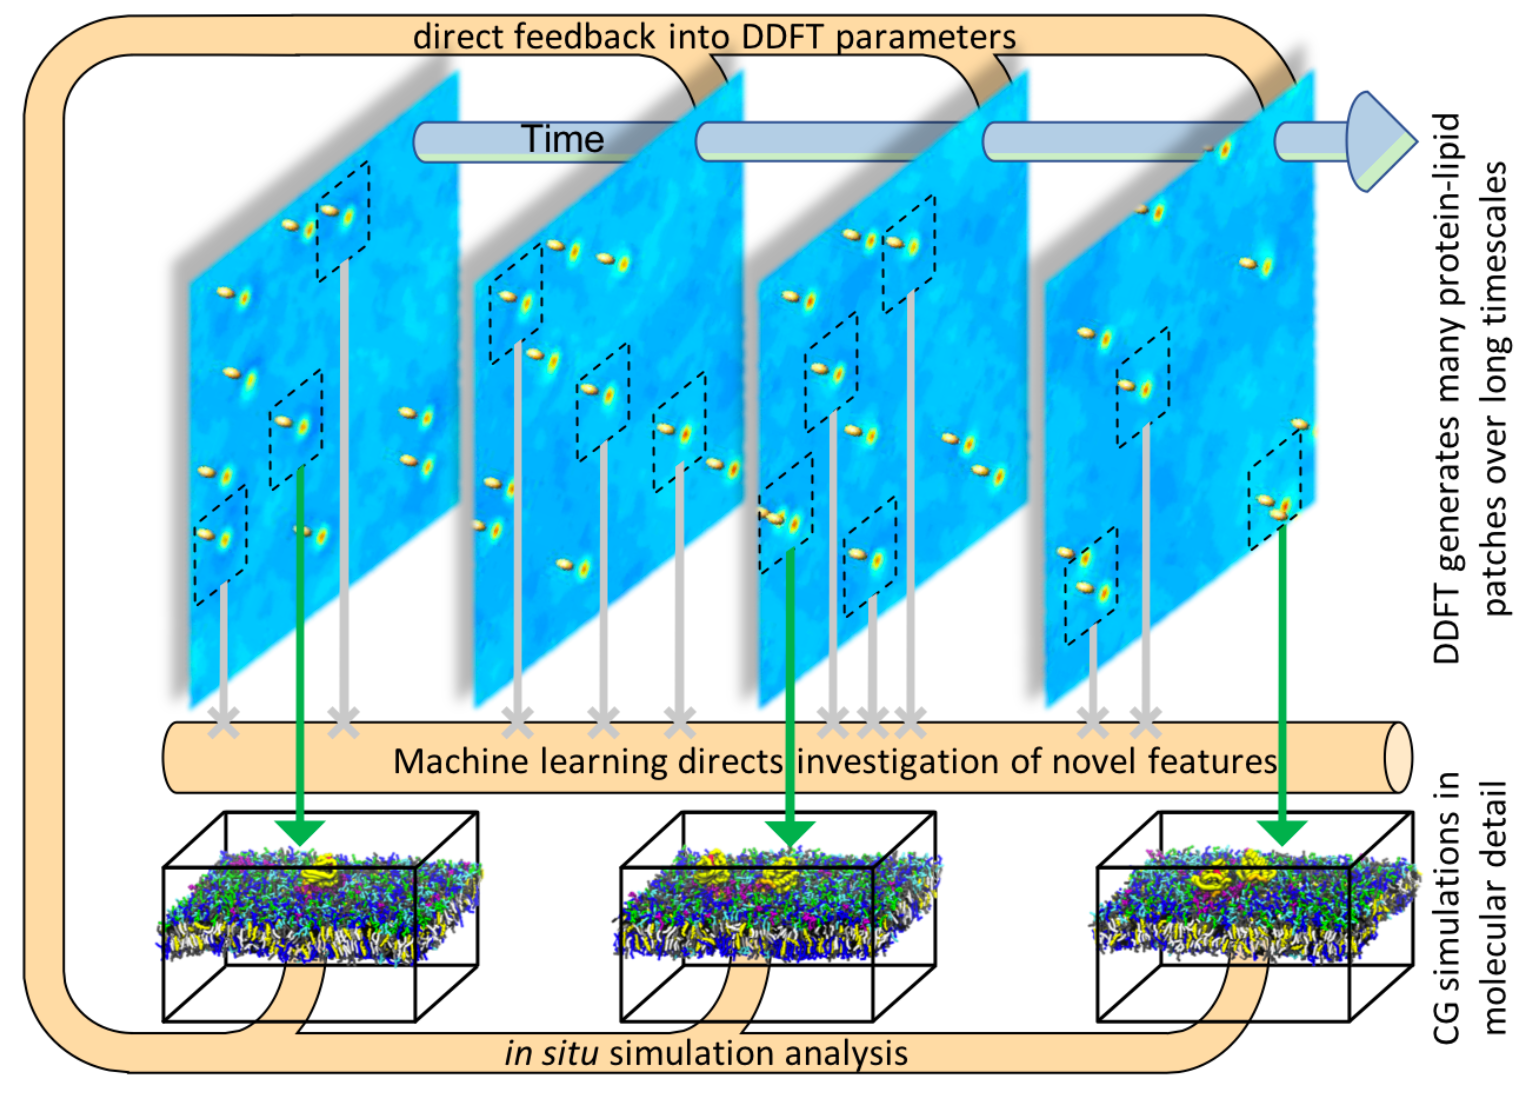 direct feedback into DDFT parameters
Time
DDFT generates many protein-lipid
patches over long timescales
Machine learning directs investigation of novel features
CG simulations in
molecular detail
in situ simulation analysis